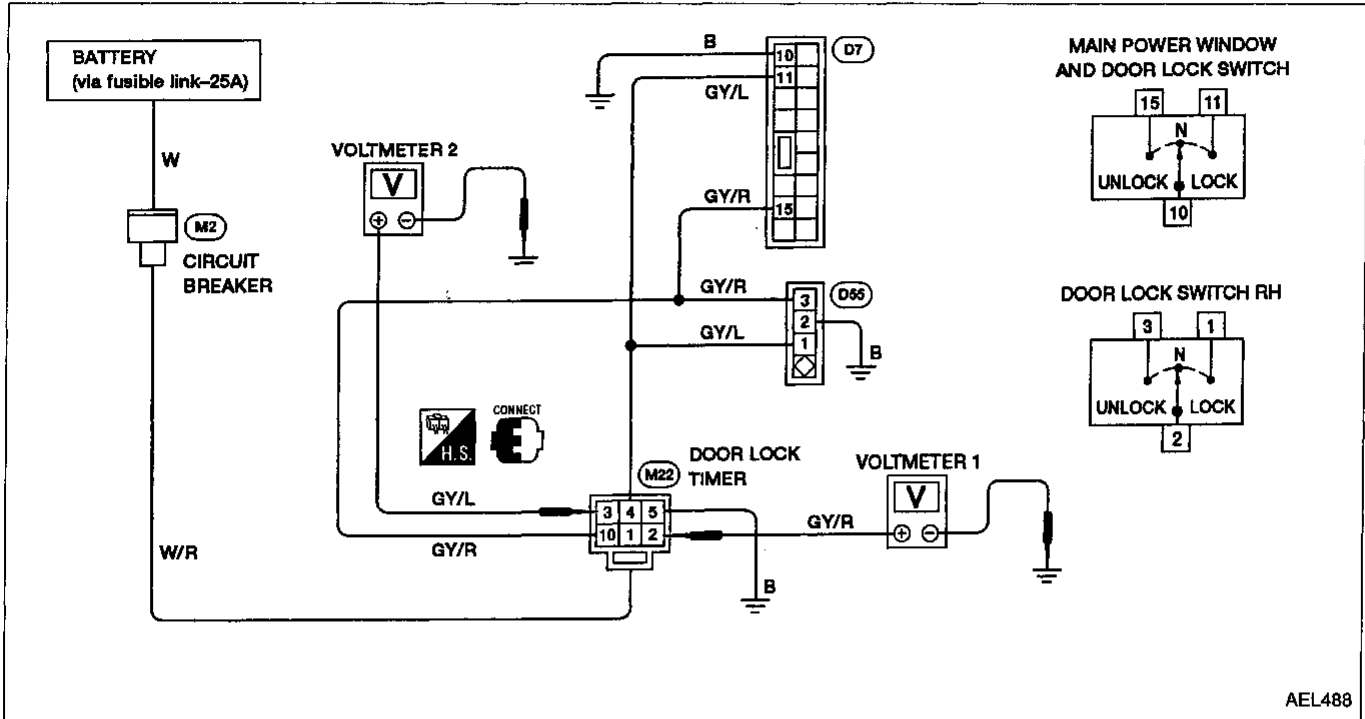 BATTERY
(via fusible link–25A)
W
M2
CIRCUIT
BREAKER
W/R
VOLTMETER 2
V
+ −
B
10
11
D7
GY/L
GY/R
15
GY/R
3
2
1
D55
GY/L
B
H.S.
CONNECT
M22
DOOR LOCK
TIMER
GY/L
3 4 5
GY/R
10 1 2
B
GY/R
VOLTMETER 1
V
+ −
MAIN POWER WINDOW
AND DOOR LOCK SWITCH
15 11
N
UNLOCK LOCK
10
DOOR LOCK SWITCH RH
3 1
N
UNLOCK LOCK
2
AEL488